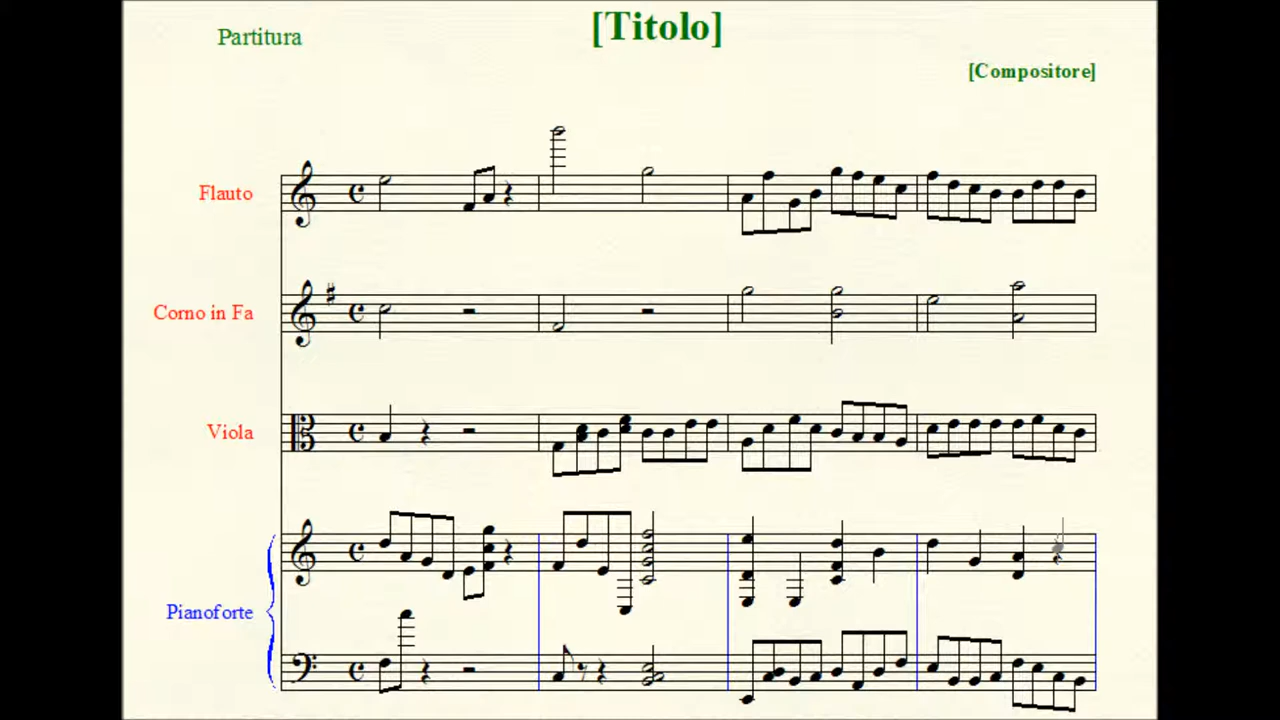 [Titolo]
Partitura
[Compositore]
Flauto
Corno in Fa
Viola
Pianoforte